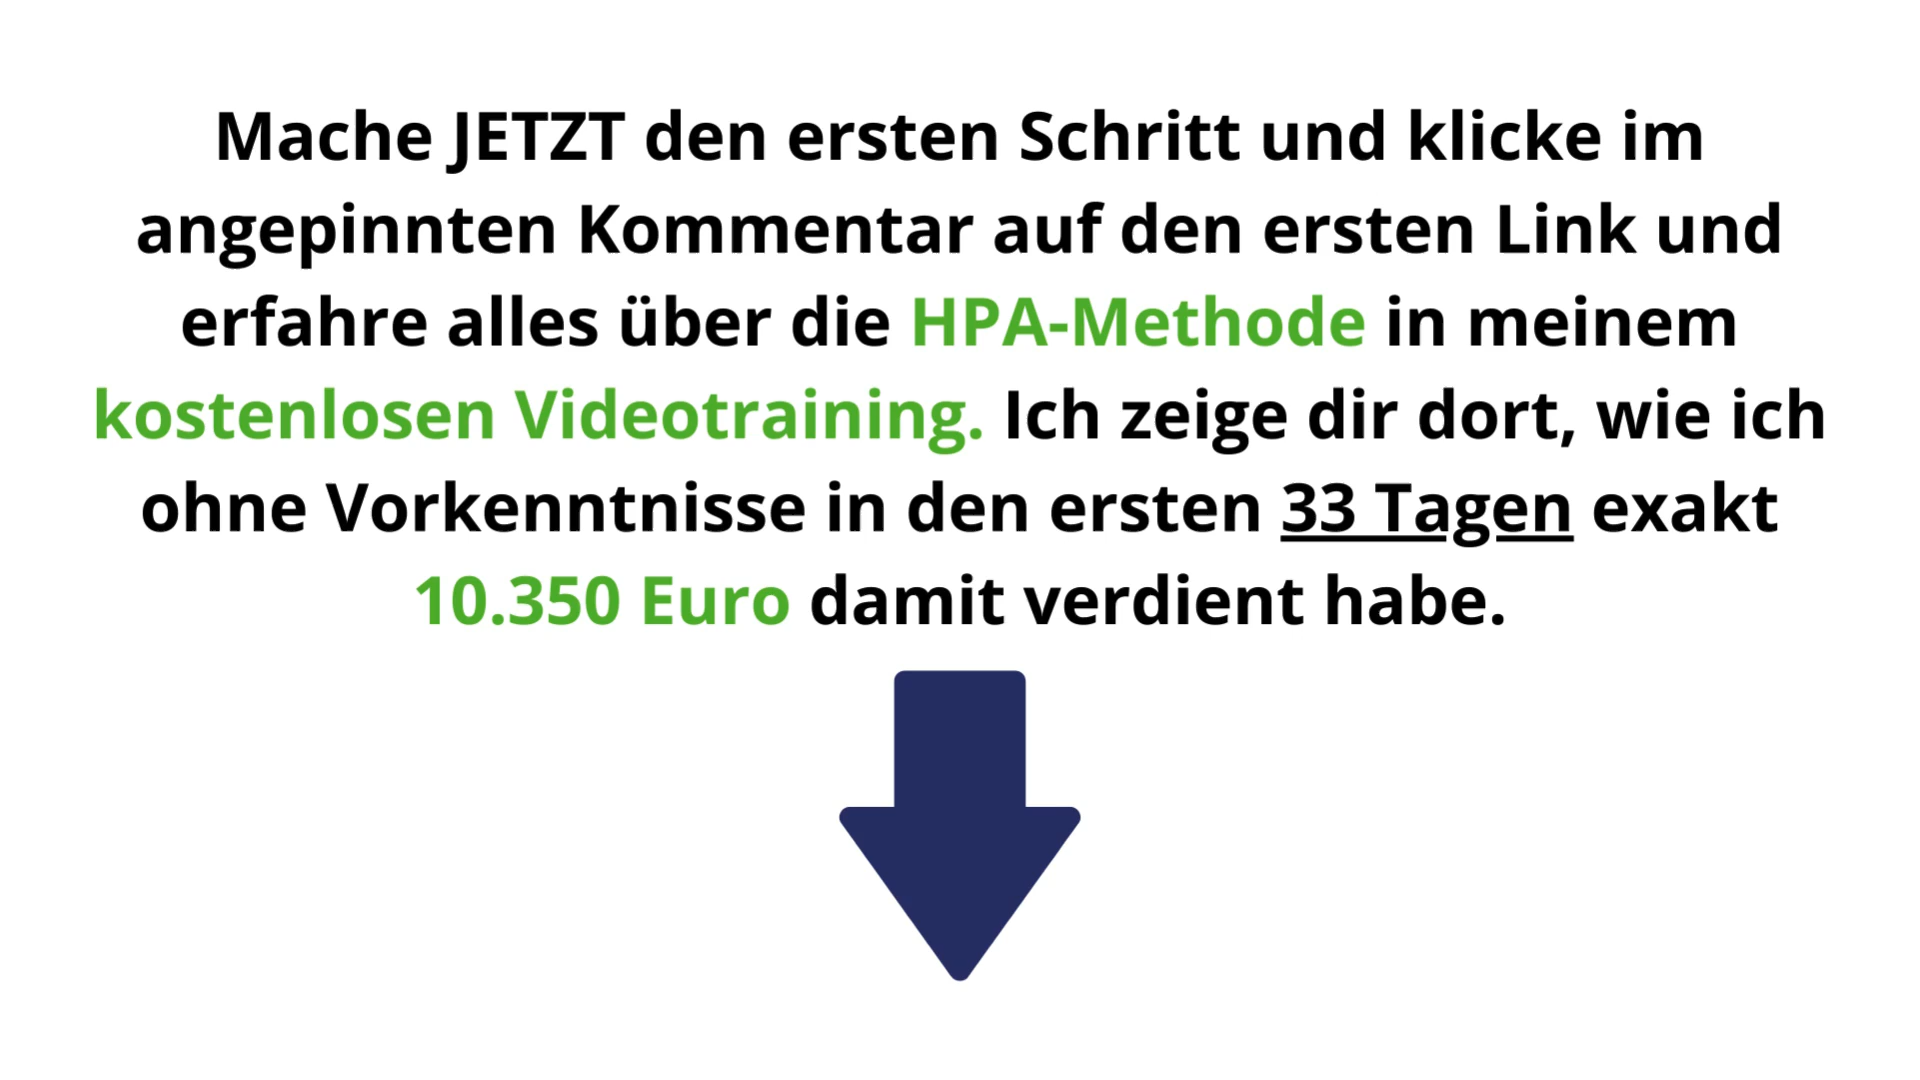 Mache JETZT den ersten Schritt und klicke im
angepinnten Kommentar auf den ersten Link und
erfahre alles über die HPA-Methode in meinem
kostenlosen Videotraining. Ich zeige dir dort, wie ich
ohne Vorkenntnisse in den ersten 33 Tagen exakt
10.350 Euro damit verdient habe.